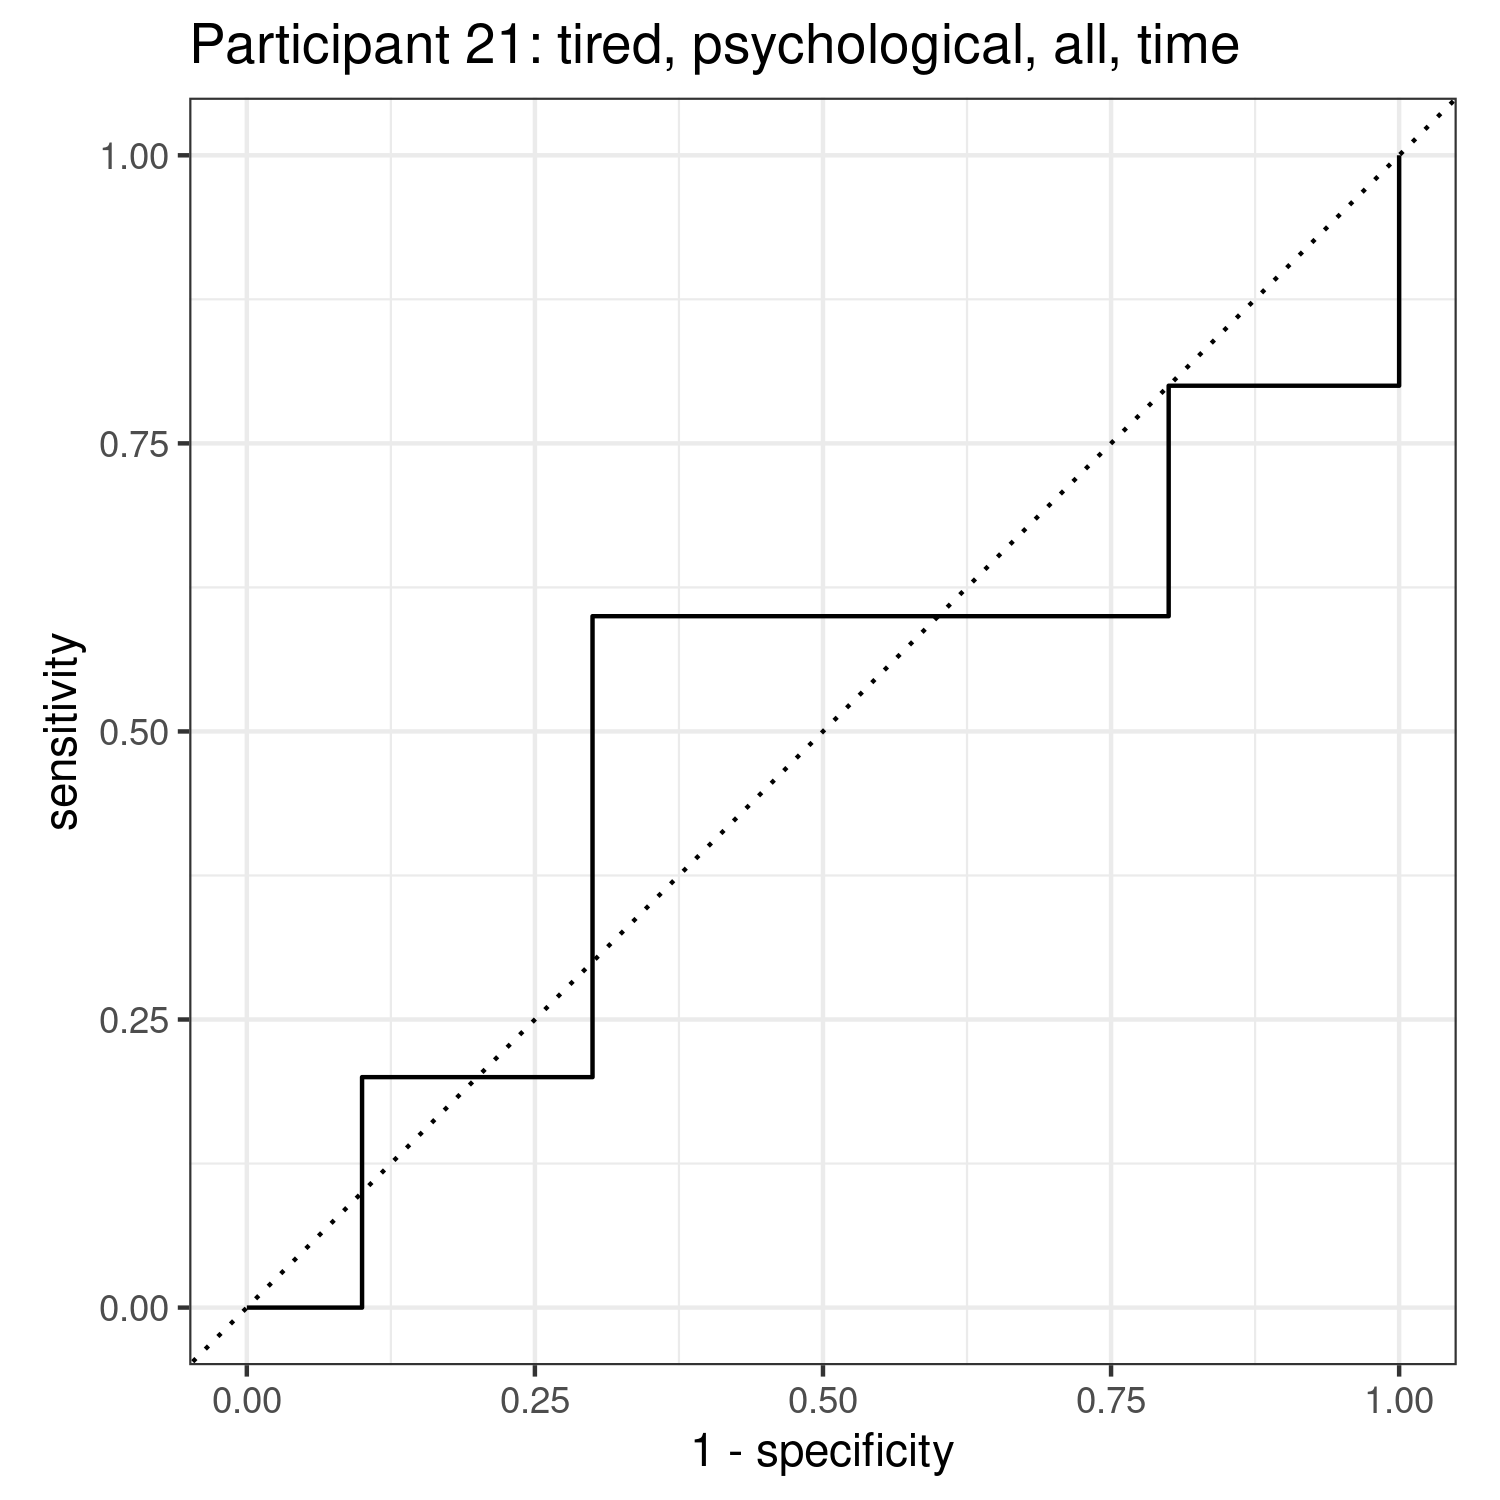 Participant 21: tired, psychological, all, time
1.00
0.75
0.50
0.25
0.00
sensitivity
0.00 0.25 0.50 0.75 1.00
1 - specificity